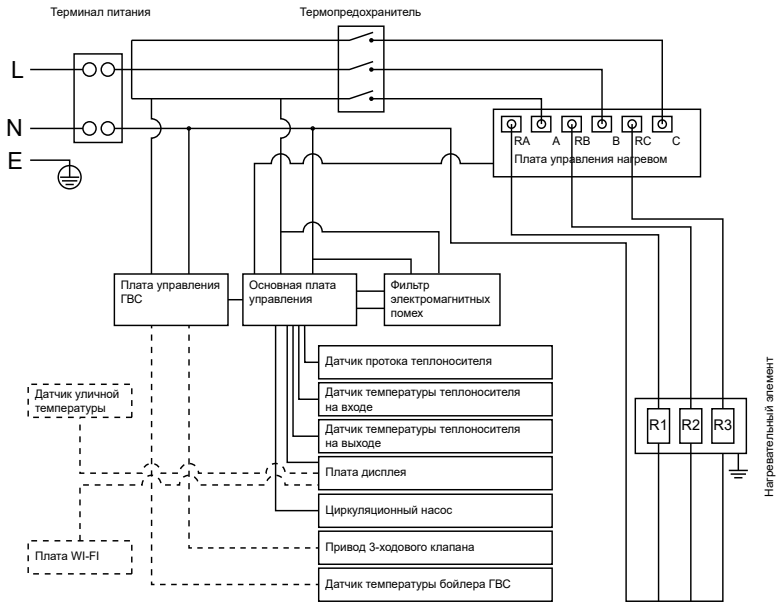 Терминал питания
Термопредохранитель
L
N
E
RA
A
RB
B
RC
C
Плата управления нагревом
Плата управления
ГВС
Основная плата
управления
Фильтр
электромагнитных
помех
Датчик протока теплоносителя
Датчик температуры теплоносителя
на входе
Датчик температуры теплоносителя
на выходе
Плата дисплея
Циркуляционный насос
Привод 3-ходового клапана
Датчик температуры бойлера ГВС
Датчик уличной
температуры
Плата WI-FI
R1
R2
R3
Нагревательный элемент